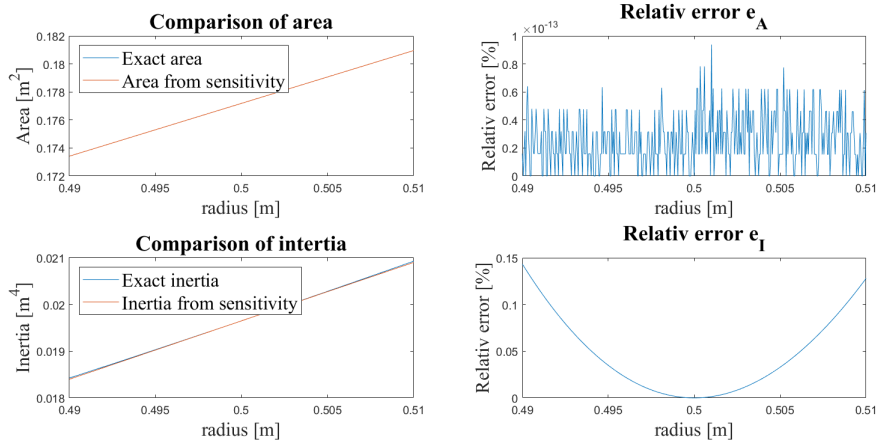 Comparison of area
0.182
0.18
0.178
0.176
0.174
0.172
Area [m2]
Exact area
Area from sensitivity
0.49
0.495
0.5
0.505
0.51
radius [m]
Relativ error eA
×10-13
1
0.8
0.6
0.4
0.2
0
Relativ error [%]
0.49
0.495
0.5
0.505
0.51
radius [m]
Comparison of intertia
0.021
0.02
0.019
0.018
Inertia [m4]
Exact inertia
Inertia from sensitivity
0.49
0.495
0.5
0.505
0.51
radius [m]
Relativ error eI
0.15
0.1
0.05
0
Relativ error [%]
0.49
0.495
0.5
0.505
0.51
radius [m]